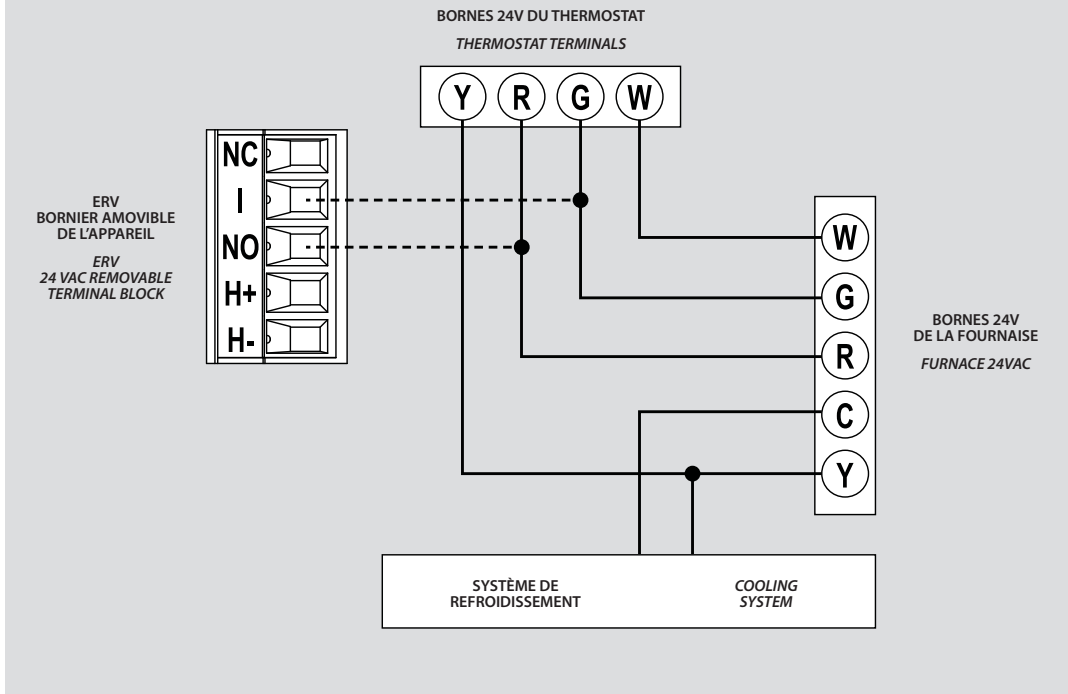 BORNES 24V DU THERMOSTAT
THERMOSTAT TERMINALS
Y R G W
NC
I
NO
H+
H-
ERV
BORNIER AMOVIBLE
DE L'APPAREIL
ERV
24 VAC REMOVABLE
TERMINAL BLOCK
W
G
R
C
Y
BORNES 24V
DE LA FOURNAISE
FURNACE 24VAC
SYSTÈME DE
REFROIDISSEMENT
COOLING
SYSTEM